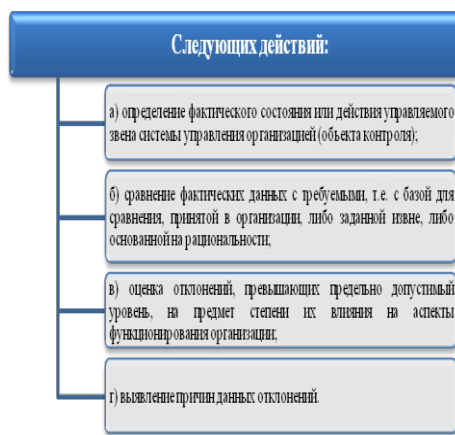 Следующих действий:
а) определение фактического состояния или действия управляемого
звена системы управления организацией (объекта контроля);
б) сравнение фактических данных с требуемыми, т.е. с базой для
сравнения, принятой в организации, либо заданной извне, либо
основанной на рациональности;
в) оценка отклонений, превышающих предельно допустимый
уровень, на предмет степени их влияния на аспекты
функционирования организации;
г) выявление причин данных отклонений.